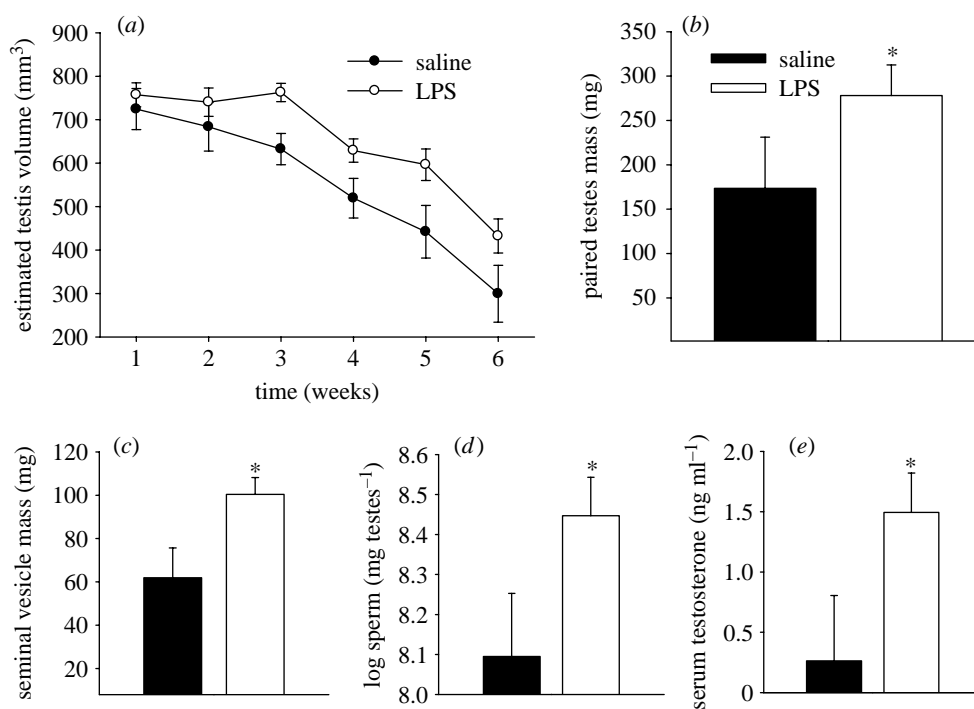 (a)
estimated testis volume (mm³)
900
800
700
600
500
400
300
200
saline
LPS
1 2 3 4 5 6
time (weeks)
(b)
paired testes mass (mg)
350
300
250
200
150
100
50
saline
LPS
*
(c)
seminal vesicle mass (mg)
120
100
80
60
40
20
*
(d)
log sperm (mg testes⁻¹)
8.6
8.5
8.4
8.3
8.2
8.1
8.0
*
(e)
serum testosterone (ng ml⁻¹)
2.0
1.5
1.0
0.5
0
*